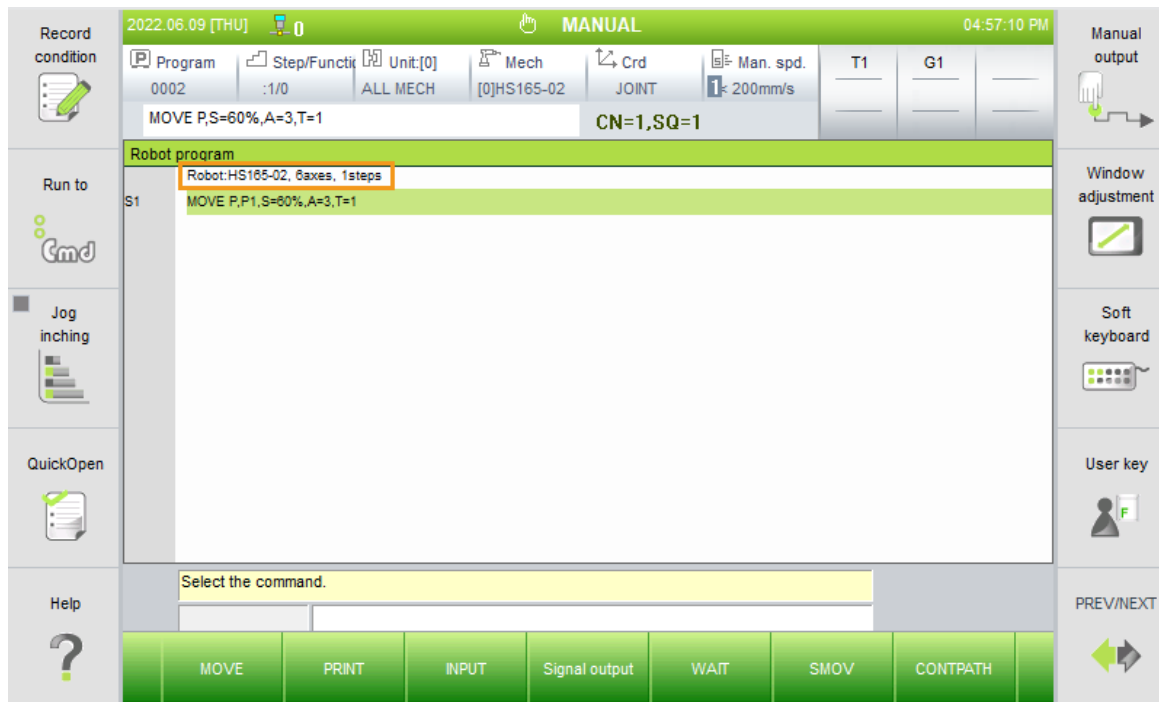 Record condition
2022.06.09 [THU] 0 MANUAL 04:57:10 PM
Manual output
P Program Step/Functio Unit:[0] Mech Crd Man. spd. T1 G1
0002 :1/0 ALL MECH [0]HS165-02 JOINT 1 < 200mm/s
MOVE P,S=60%,A=3,T=1 CN=1,SQ=1
Robot program
Robot:HS165-02, 6axes, 1steps
S1 MOVE P,P1,S=60%,A=3,T=1
Run to
Cmd
Window adjustment
Jog inching
Soft keyboard
QuickOpen
User key
F
Select the command.
Help
?
PREV/NEXT
MOVE PRINT INPUT Signal output WAIT SMOV CONTPATH